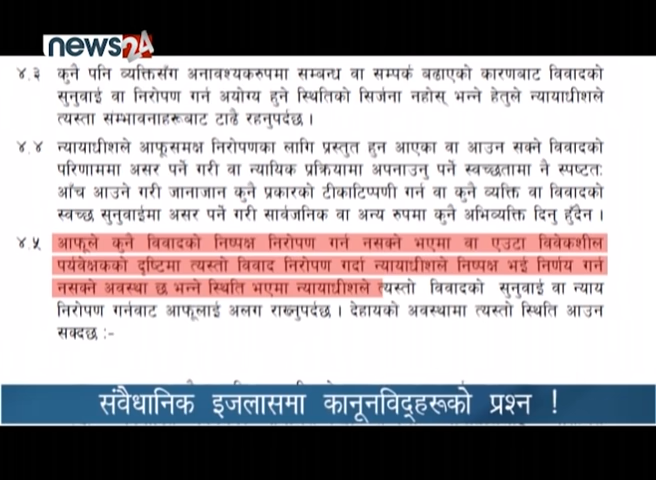 news24
४.३ कुनै पनि व्यक्तिसँग अनावश्यकरुपमा सम्बन्ध वा सम्पर्क बढाएको कारणबाट विवादको
सुनुवाई वा निरोपण गर्न अयोग्य हुने स्थितिको सिर्जना नहोस् भन्ने हेतुले न्यायाधीशले
त्यस्ता संम्भावनाहरूबाट टाढै रहनुपर्दछ ।
४.४ न्यायाधीशले आफूसमक्ष निरोपणका लागि प्रस्तुत हुन आएका वा आउन सक्ने विवादको
परिणाममा असर पर्ने गरी वा न्यायिक प्रक्रियामा अपनाउनु पर्ने स्वच्छतामा नै स्पष्टतः
आँच आउने गरी जानाजान कुनै प्रकारको टीकाटिप्पणी गर्न वा कुनै व्यक्ति वा विवादको
स्वच्छ सुनुवाईमा असर पर्ने गरी सार्वजनिक वा अन्य रुपमा कुनै अभिव्यक्ति दिनु हुँदैन ।
४.५ आफूले कुनै विवादको निष्पक्ष निरोपण गर्न नसक्ने भएमा वा एउटा विवेकशील
पर्यवेक्षकको दृष्टिमा त्यस्तो विवाद निरोपण गर्दा न्यायाधीशले निष्पक्ष भई निर्णय गर्न
नसक्ने अवस्था छ भन्ने स्थिति भएमा न्यायाधीशले त्यस्तो विवादको सुनुवाई वा न्याय
निरोपण गर्नबाट आफूलाई अलग राख्नुपर्दछ । देहायको अवस्थामा त्यस्तो स्थिति आउन
सक्दछ :-
संवैधानिक इजलासमा कानूनविद्हरूको प्रश्न !